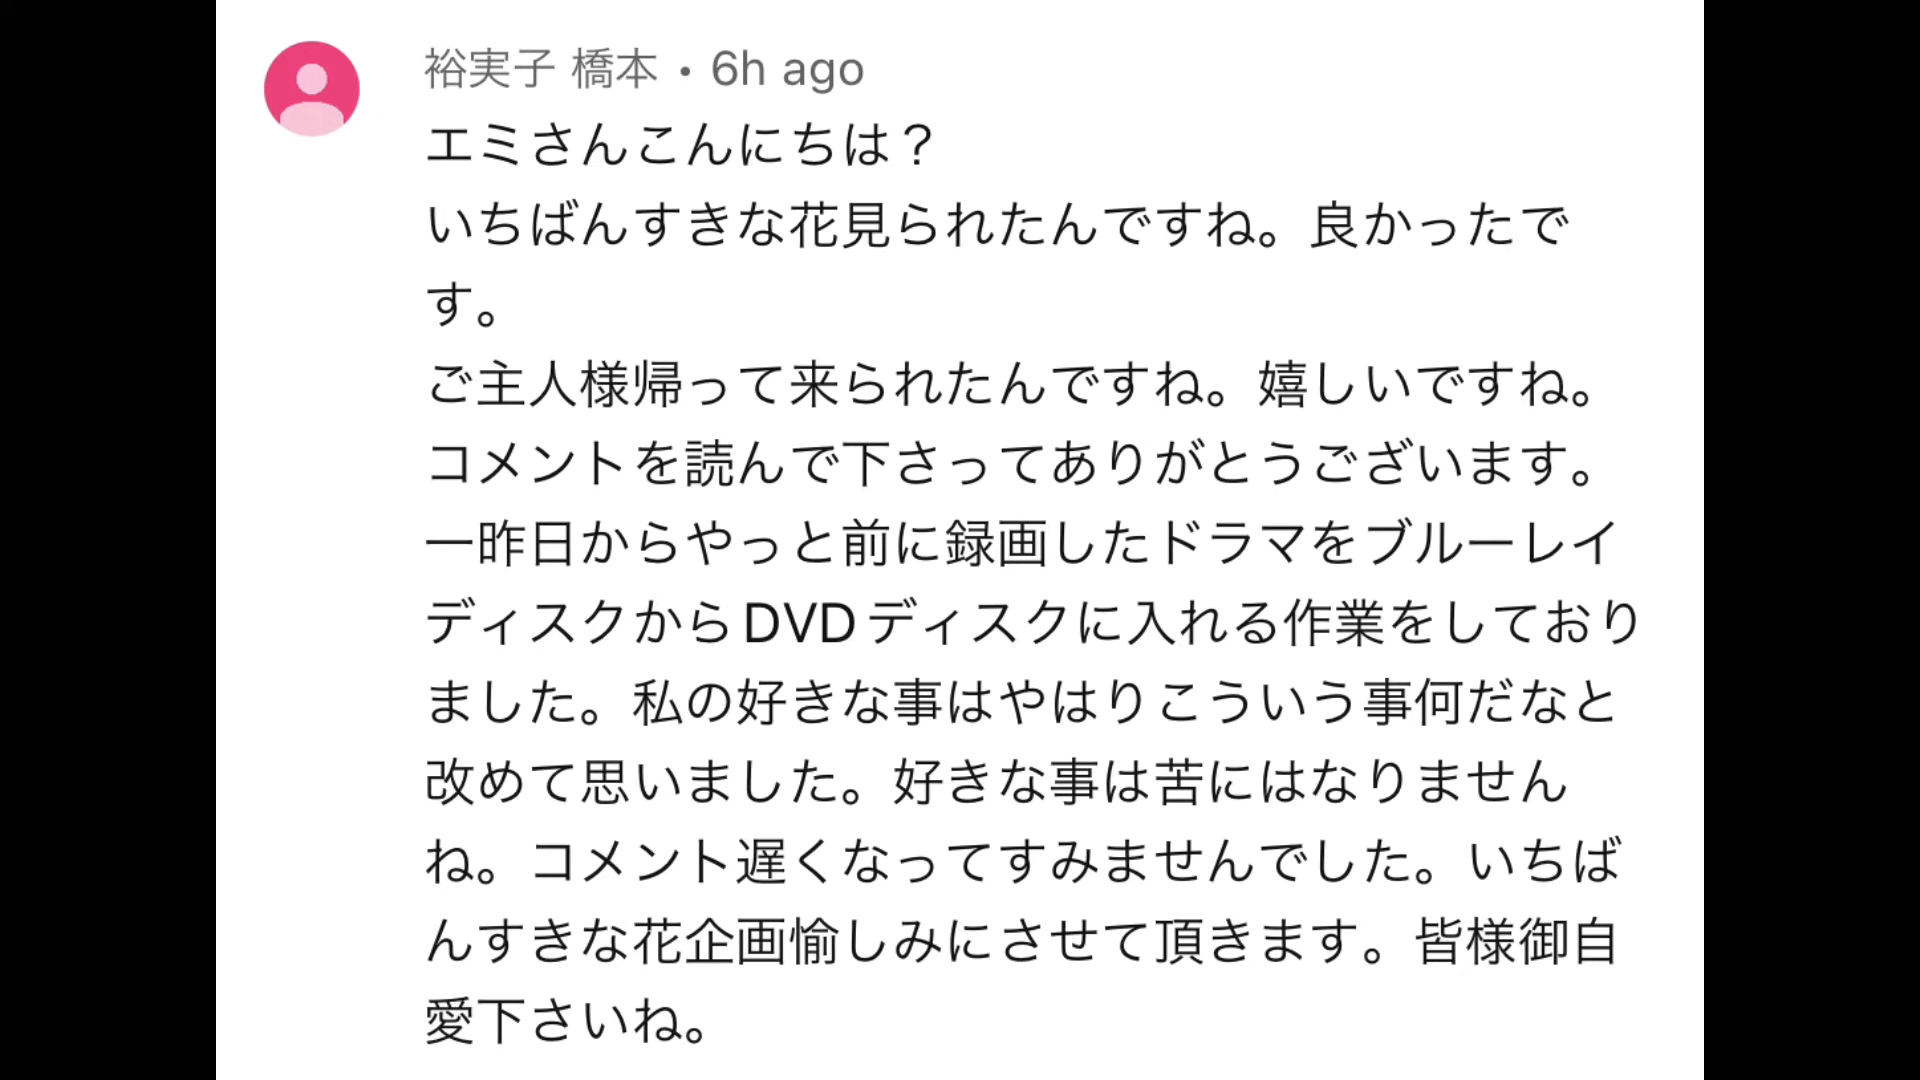 裕実子 橋本 • 6h ago
エミさんこんにちは？
いちばんすきな花見られたんですね。良かったで
す。
ご主人様帰って来られたんですね。嬉しいですね。
コメントを読んで下さってありがとうございます。
一昨日からやっと前に録画したドラマをブルーレイ
ディスクからDVDディスクに入れる作業をしており
ました。私の好きな事はやはりこういう事何だなと
改めて思いました。好きな事は苦にはなりません
ね。コメント遅くなってすみませんでした。いちば
んすきな花企画愉しみにさせて頂きます。皆様御自
愛下さいね。